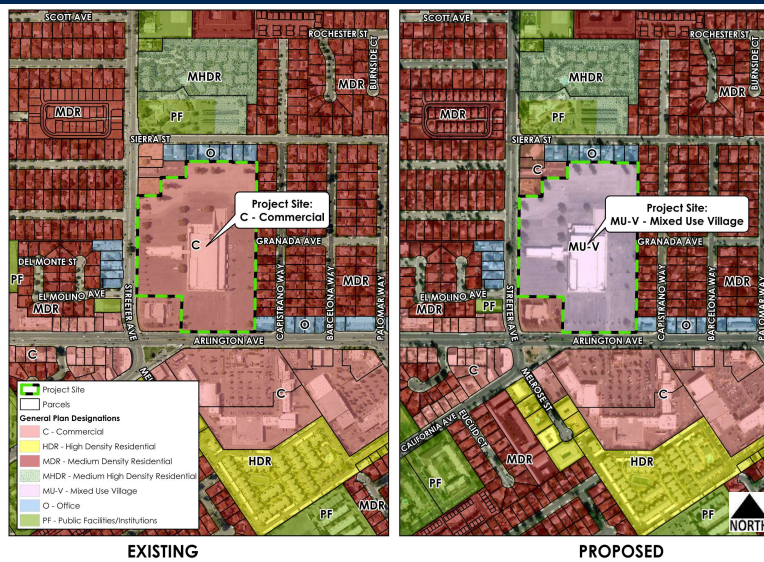 SCOTT AVE
ROCHESTER ST
BURNSIDE CT
MHDR
MDR
MDR
PF
SIERRA ST
O
Project Site:
C - Commercial
C
GRANADA AVE
DEL MONTE ST
PF
EL MOLINO AVE
MDR
STREETER AVE
CAPISTRANO WAY
BARCELONA WAY
MDR
PALOMAR WAY
O
ARLINGTON AVE
C
C
HDR
MDR
PF
Project Site
Parcels
General Plan Designations
C - Commercial
HDR - High Density Residential
MDR - Medium Density Residential
MHDR - Medium High Density Residential
MU-V - Mixed Use Village
O - Office
PF - Public Facilities/Institutions
EXISTING
SCOTT AVE
ROCHESTER ST
BURNSIDE CT
MHDR
MDR
MDR
PF
SIERRA ST
C
O
Project Site:
MU-V - Mixed Use Village
MU-V
GRANADA AVE
DEL MONTE ST
EL MOLINO AVE
PF
MDR
STREETER AVE
CAPISTRANO WAY
BARCELONA WAY
MDR
PALOMAR WAY
O
ARLINGTON AVE
C
C
MELROSE ST
CALIFORNIA AVE
EUCLID CT
MDR
HDR
PF
PF
NORTH
PROPOSED